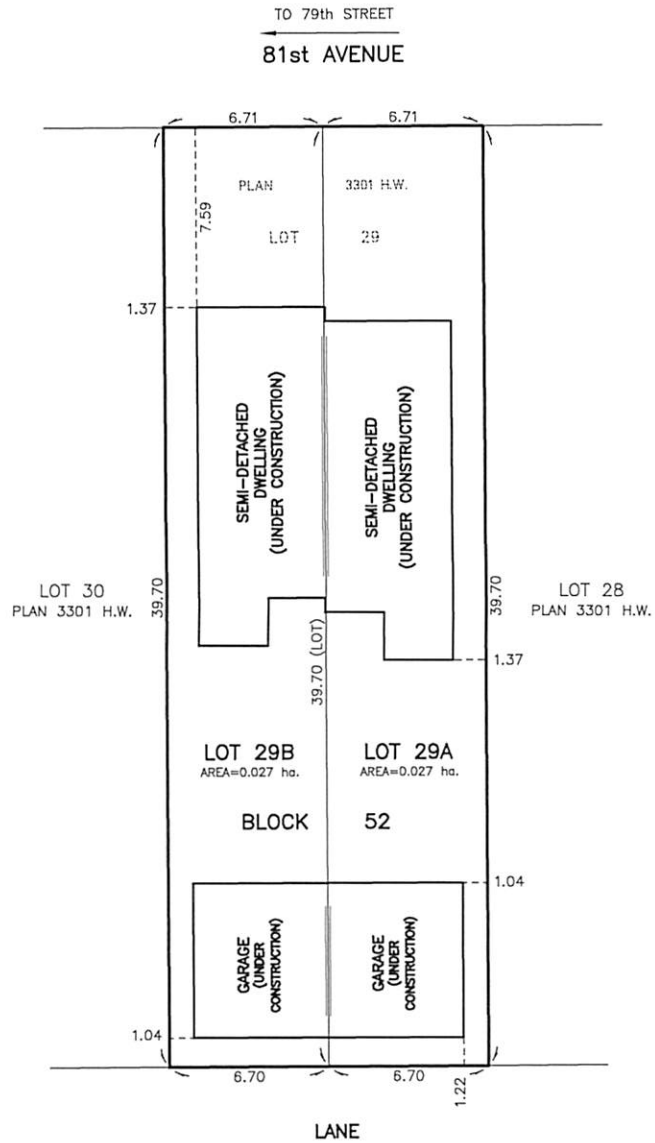 TO 79th STREET
81st AVENUE
6.71 6.71
PLAN 3301 H.W.
7.59
LOT 29
1.37
SEMI-DETACHED
DWELLING
(UNDER CONSTRUCTION)
SEMI-DETACHED
DWELLING
(UNDER CONSTRUCTION)
LOT 30
PLAN 3301 H.W.
39.70
39.70
LOT 28
PLAN 3301 H.W.
39.70 (LOT)
1.37
LOT 29B
AREA=0.027 ha.
LOT 29A
AREA=0.027 ha.
BLOCK 52
1.04
GARAGE
(UNDER
CONSTRUCTION)
GARAGE
(UNDER
CONSTRUCTION)
1.04
6.70 6.70
1.22
LANE